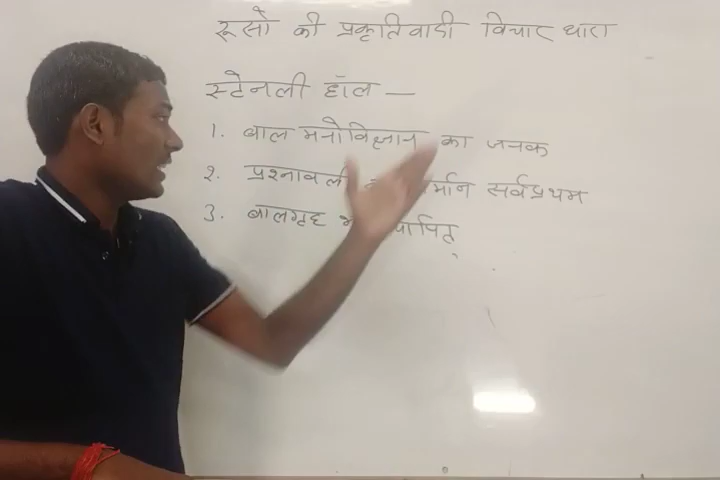 रूसो की प्रकृतिवादी विचार धारा
स्टेनली हॉल —
1. बाल मनोविज्ञान का जनक
2. प्रश्नावली सर्वप्रथम
3. बालगृह